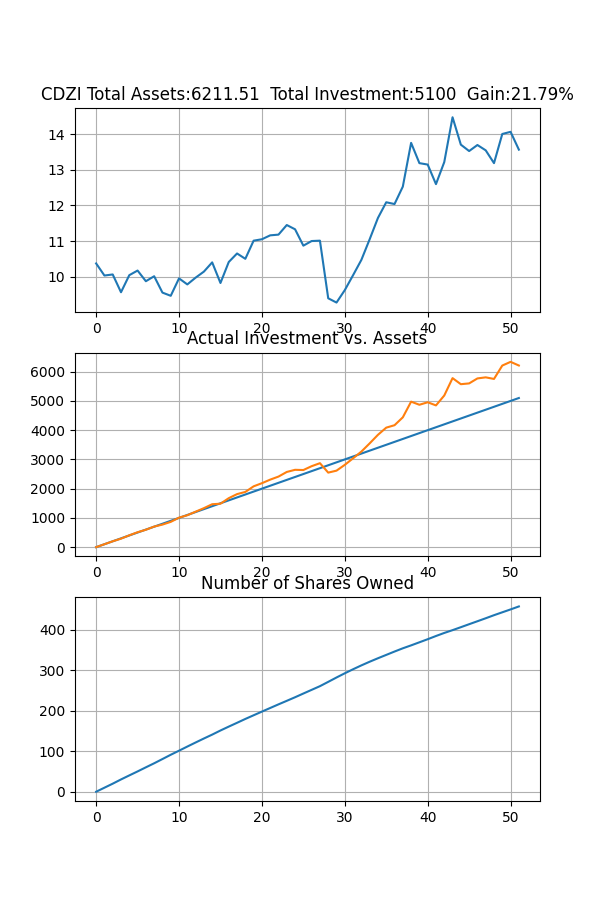 CDZI Total Assets:6211.51  Total Investment:5100  Gain:21.79%
14
13
12
11
10
0 10 20 30 40 50
Actual Investment vs. Assets
6000
5000
4000
3000
2000
1000
0
0 10 20 30 40 50
Number of Shares Owned
400
300
200
100
0
0 10 20 30 40 50